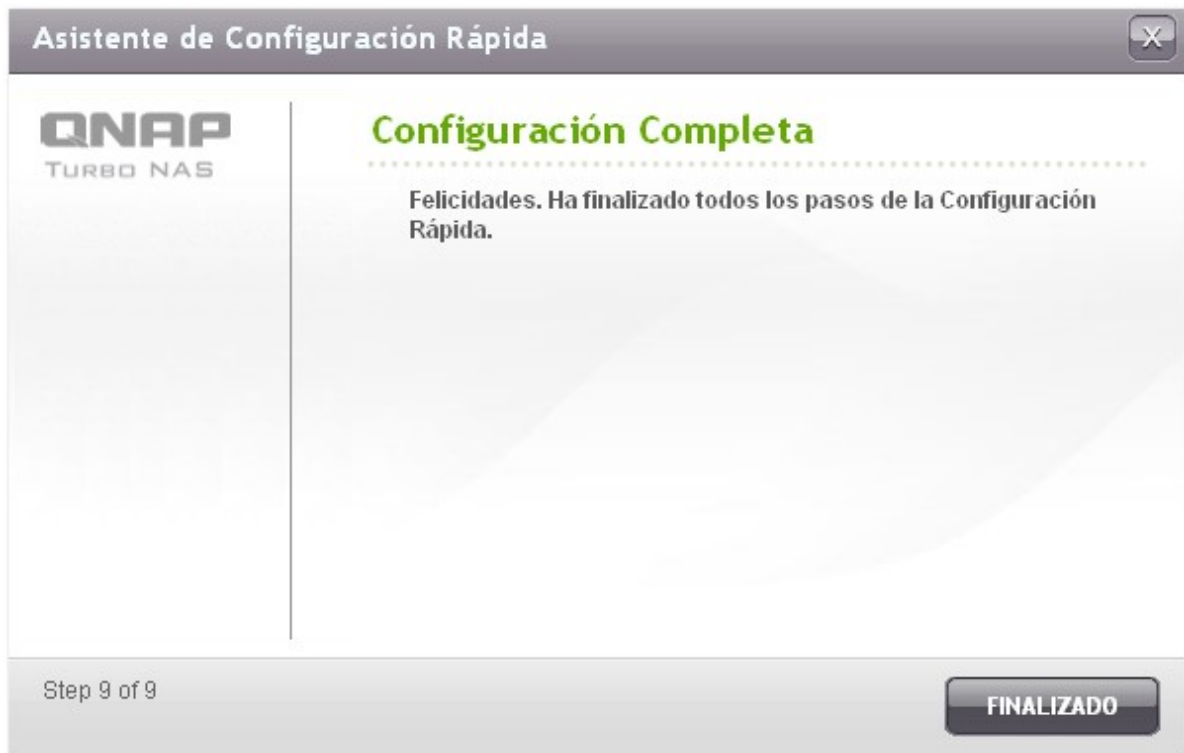 Asistente de Configuración Rápida
X
QNAP
TURBO NAS
Configuración Completa
Felicidades. Ha finalizado todos los pasos de la Configuración
Rápida.
Step 9 of 9
FINALIZADO